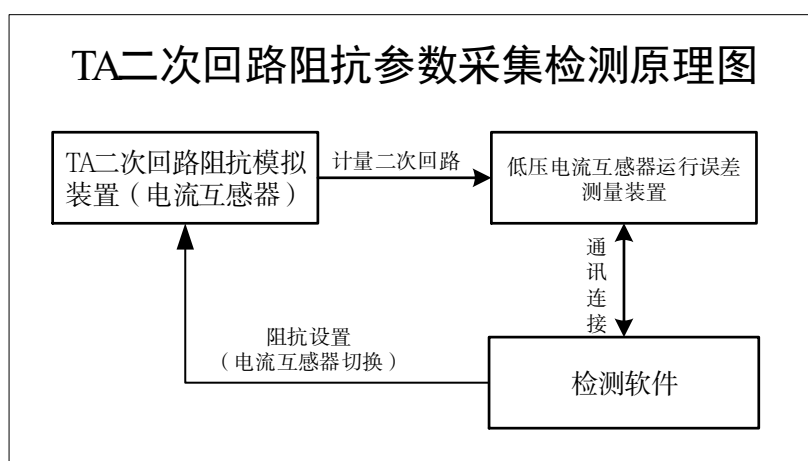 TA二次回路阻抗参数采集检测原理图
TA二次回路阻抗模拟
装置（电流互感器）
计量二次回路
低压电流互感器运行误差
测量装置
通
讯
连
接
阻抗设置
（电流互感器切换）
检测软件